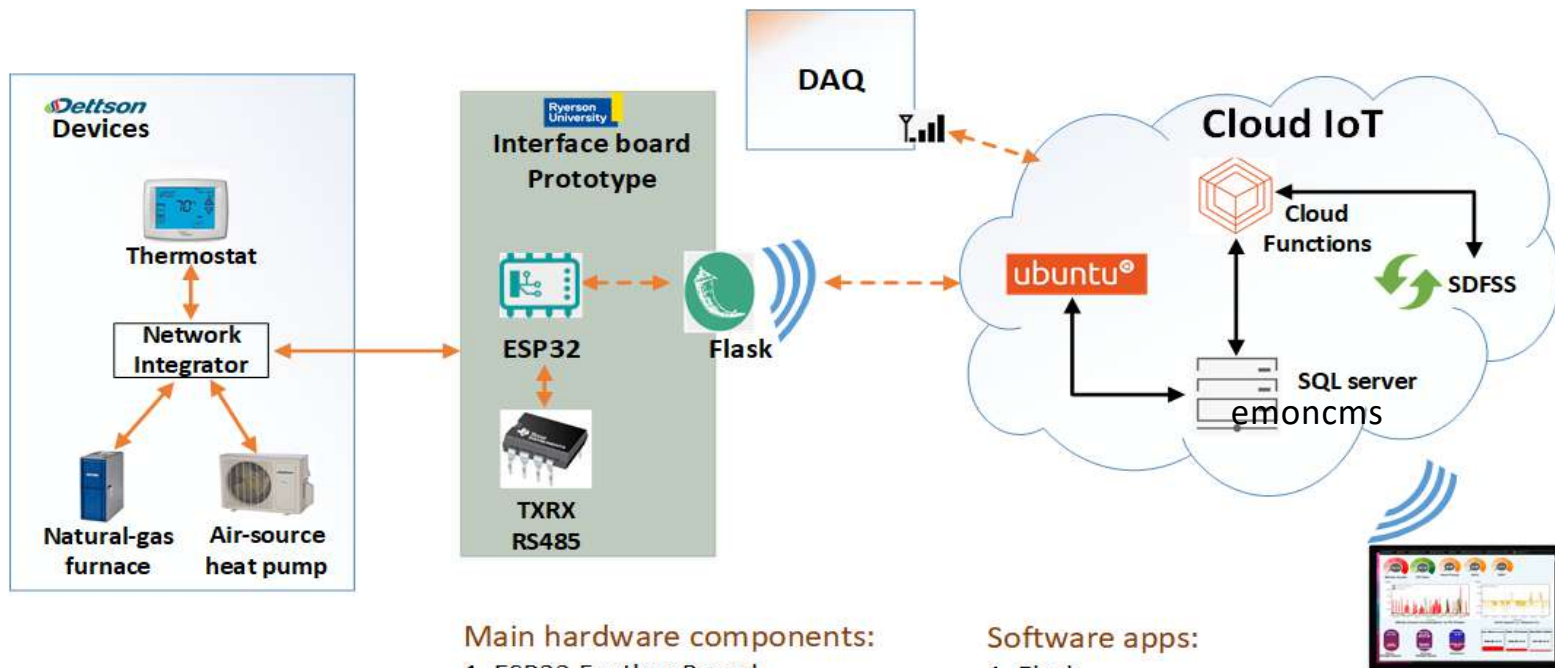 Dettson
Devices
Thermostat
70°
Network
Integrator
Natural-gas
furnace
Air-source
heat pump
Ryerson
University
Interface board
Prototype
ESP32
Flask
TXRX
RS485
DAQ
Cloud IoT
Cloud
Functions
ubuntu
SDFSS
SQL server
emoncms
Main hardware components:
Software apps: